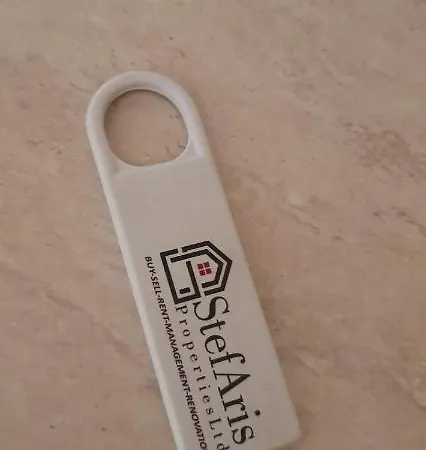 StefAris
PropertiesLtd
BUY-SELL-RENT-MANAGEMENT-RENOVATIO